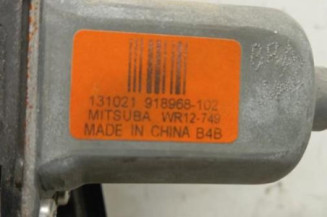 131021 918968-102
MITSUBA WR12-749
MADE IN CHINA B4B